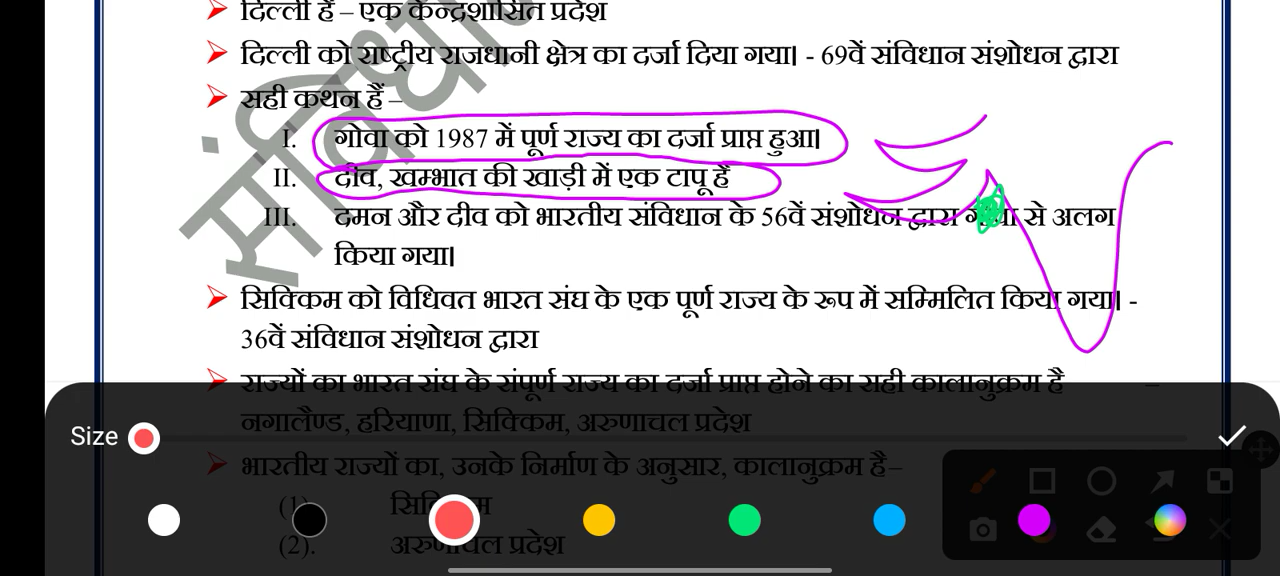 दिल्ली है – एक केन्द्रशासित प्रदेश
दिल्ली को राष्ट्रीय राजधानी क्षेत्र का दर्जा दिया गया। - 69वें संविधान संशोधन द्वारा
सही कथन हैं –
I. गोवा को 1987 में पूर्ण राज्य का दर्जा प्राप्त हुआ।
II. दीव, खम्भात की खाड़ी में एक टापू है
III. दमन और दीव को भारतीय संविधान के 56वें संशोधन द्वारा से अलग
किया गया।
सिक्किम को विधिवत भारत संघ के एक पूर्ण राज्य के रूप में सम्मिलित किया गया। -
36वें संविधान संशोधन द्वारा
राज्यों का भारत संघ के संपूर्ण राज्य का दर्जा प्राप्त होने का सही कालानुक्रम है –
नगालैण्ड, हरियाणा, सिक्किम, अरुणाचल प्रदेश
Size
भारतीय राज्यों का, उनके निर्माण के अनुसार, कालानुक्रम है–
(1)
(2). अरुणाचल प्रदेश